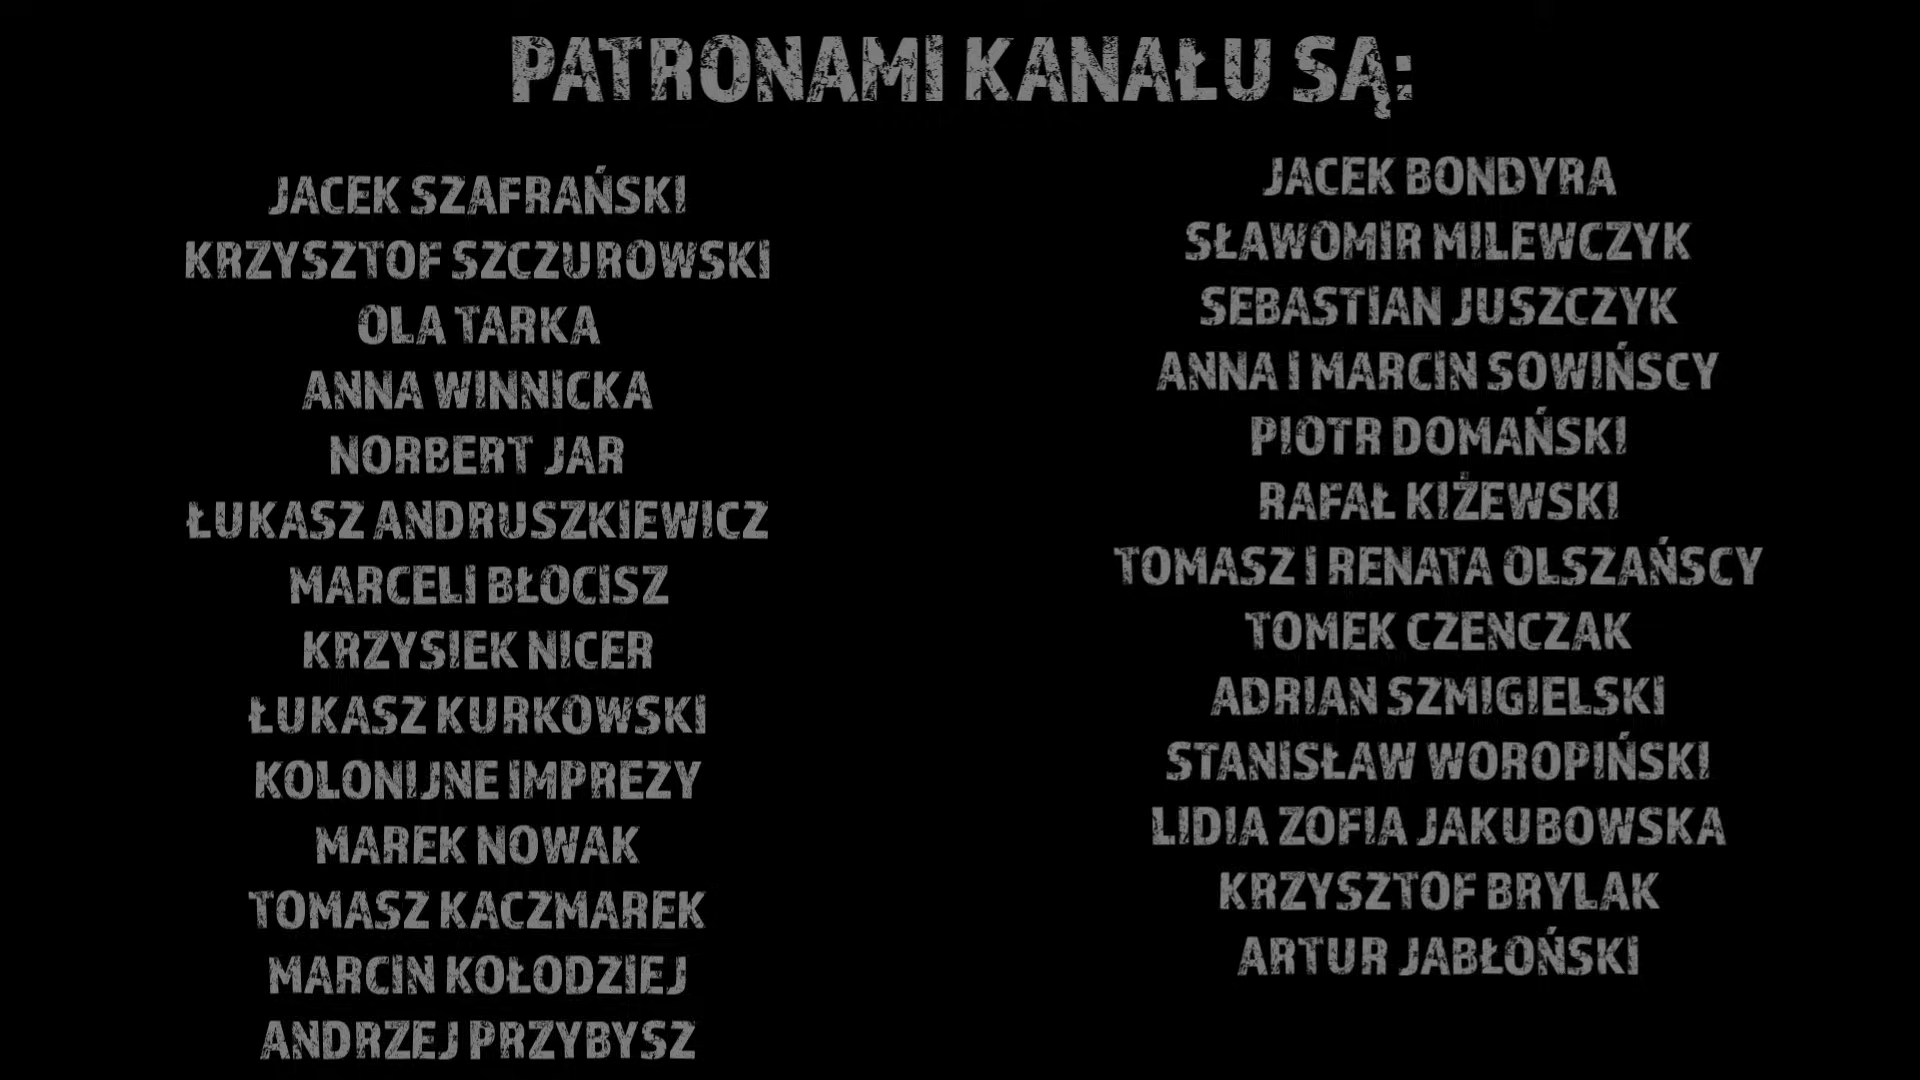 PATRONAMI KANAŁU SĄ:
JACEK SZAFRAŃSKI
KRZYSZTOF SZCZUROWSKI
OLA TARKA
ANNA WINNICKA
NORBERT JAR
ŁUKASZ ANDRUSZKIEWICZ
MARCELI BŁOCISZ
KRZYSIEK NICER
ŁUKASZ KURKOWSKI
KOLONIJNE IMPREZY
MAREK NOWAK
TOMASZ KACZMAREK
MARCIN KOŁODZIEJ
ANDRZEJ PRZYBYSZ
JACEK BONDYRA
SŁAWOMIR MILEWCZYK
SEBASTIAN JUSZCZYK
ANNA I MARCIN SOWIŃSCY
PIOTR DOMAŃSKI
RAFAŁ KIŻEWSKI
TOMASZ I RENATA OLSZAŃSCY
TOMEK CZENCZAK
ADRIAN SZMIGIELSKI
STANISŁAW WOROPIŃSKI
LIDIA ZOFIA JAKUBOWSKA
KRZYSZTOF BRYLAK
ARTUR JABŁOŃSKI